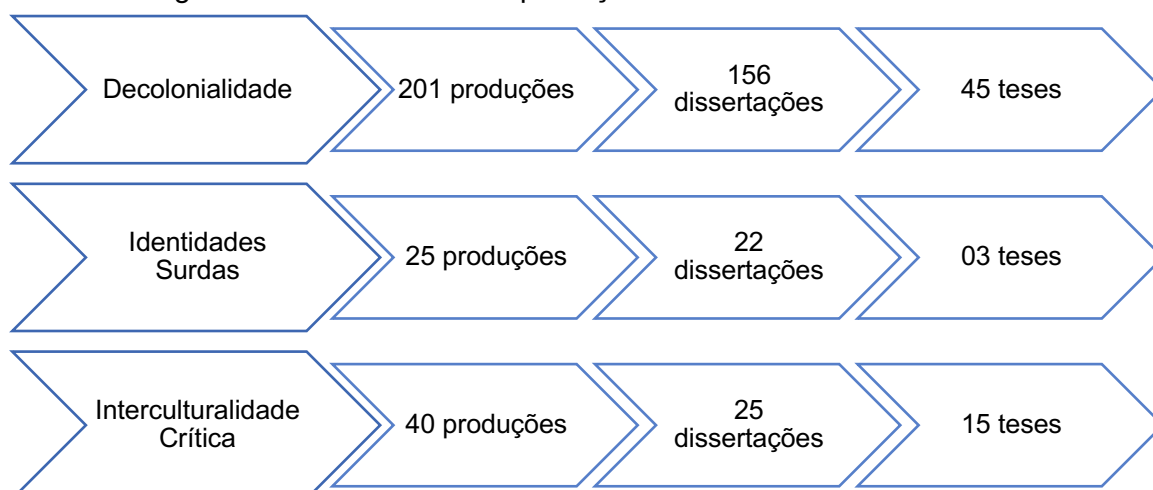 Decolonialidade
201 produções
156
dissertações
45 teses
Identidades
Surdas
25 produções
22
dissertações
03 teses
Interculturalidade
Crítica
40 produções
25
dissertações
15 teses